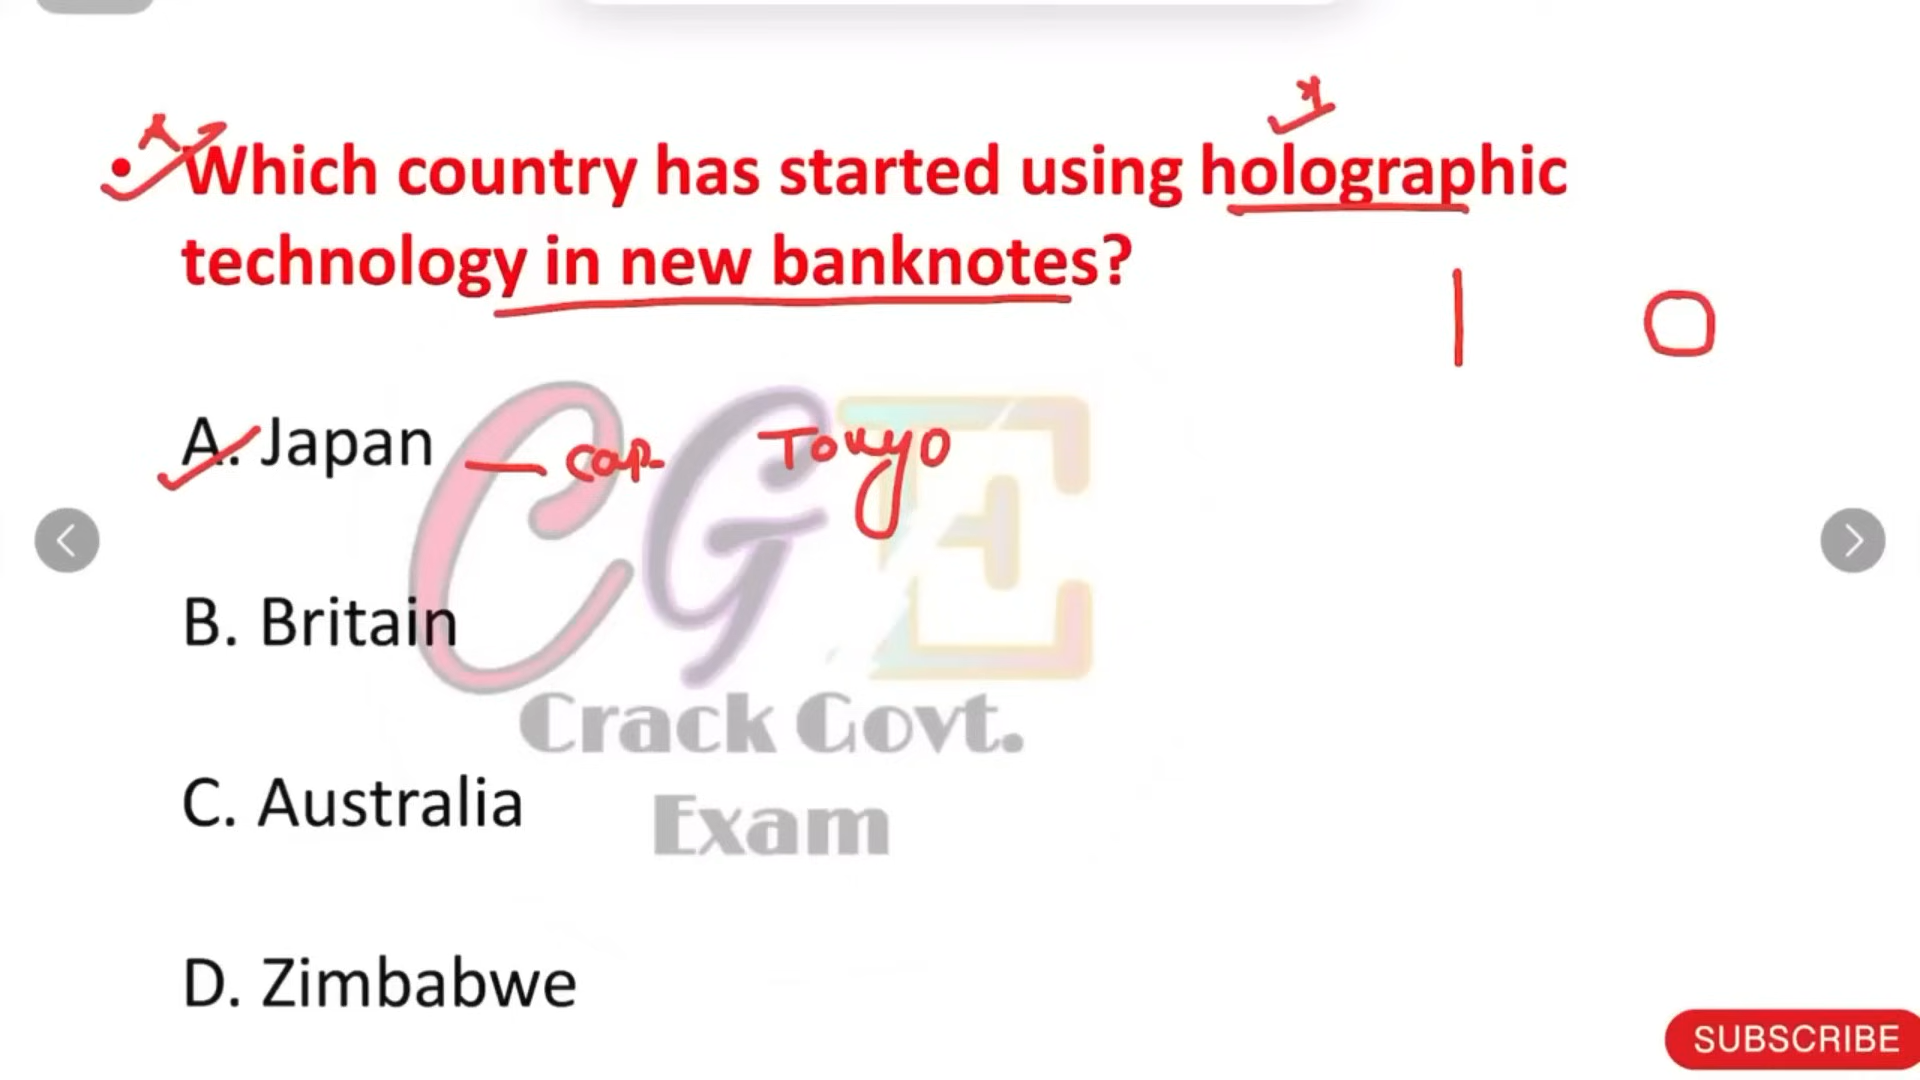 • Which country has started using holographic
technology in new banknotes?
A. Japan — cap. Tokyo
B. Britain
C. Australia
D. Zimbabwe
CGE
Crack Govt.
Exam
SUBSCRIBE